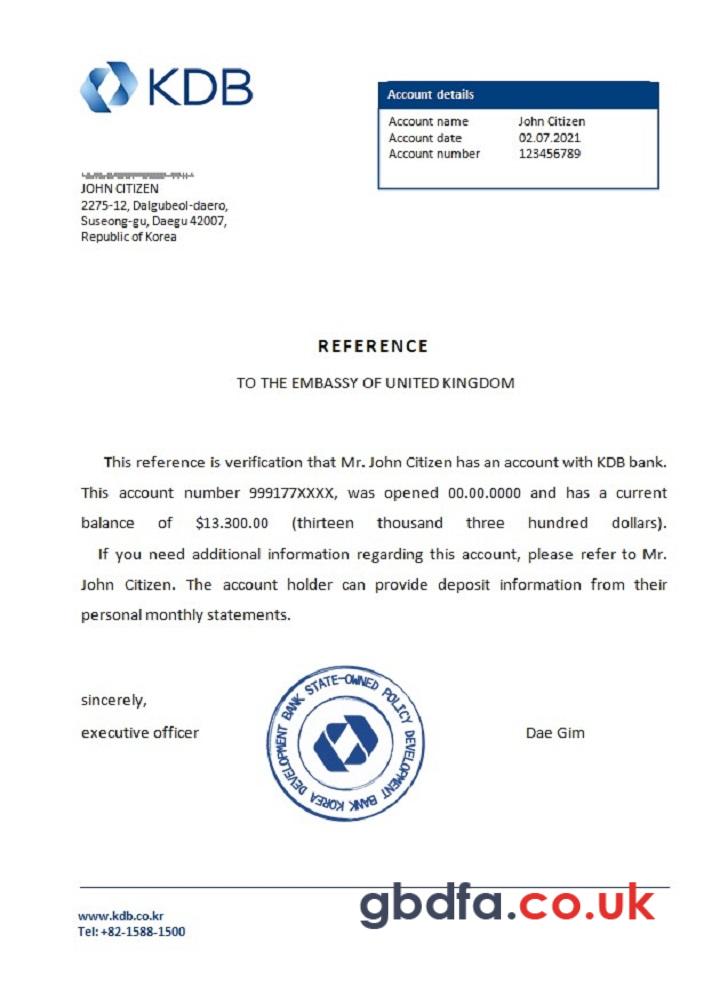 KDB
Account details
Account name John Citizen
Account date 02.07.2021
Account number 123456789
JOHN CITIZEN
2275-12, Dalgubeol-daero,
Suseong-gu, Daegu 42007,
Republic of Korea
REFERENCE
TO THE EMBASSY OF UNITED KINGDOM
This reference is verification that Mr. John Citizen has an account with KDB bank.
This account number 999177XXXX, was opened 00.00.0000 and has a current
balance of $13.300.00 (thirteen thousand three hundred dollars).
If you need additional information regarding this account, please refer to Mr.
John Citizen. The account holder can provide deposit information from their
personal monthly statements.
sincerely,
executive officer
KOREA DEVELOPMENT BANK STATE-OWNED POLICY DEVELOPMENT BANK
Dae Gim
gbdfa.co.uk
www.kdb.co.kr
Tel: +82-1588-1500